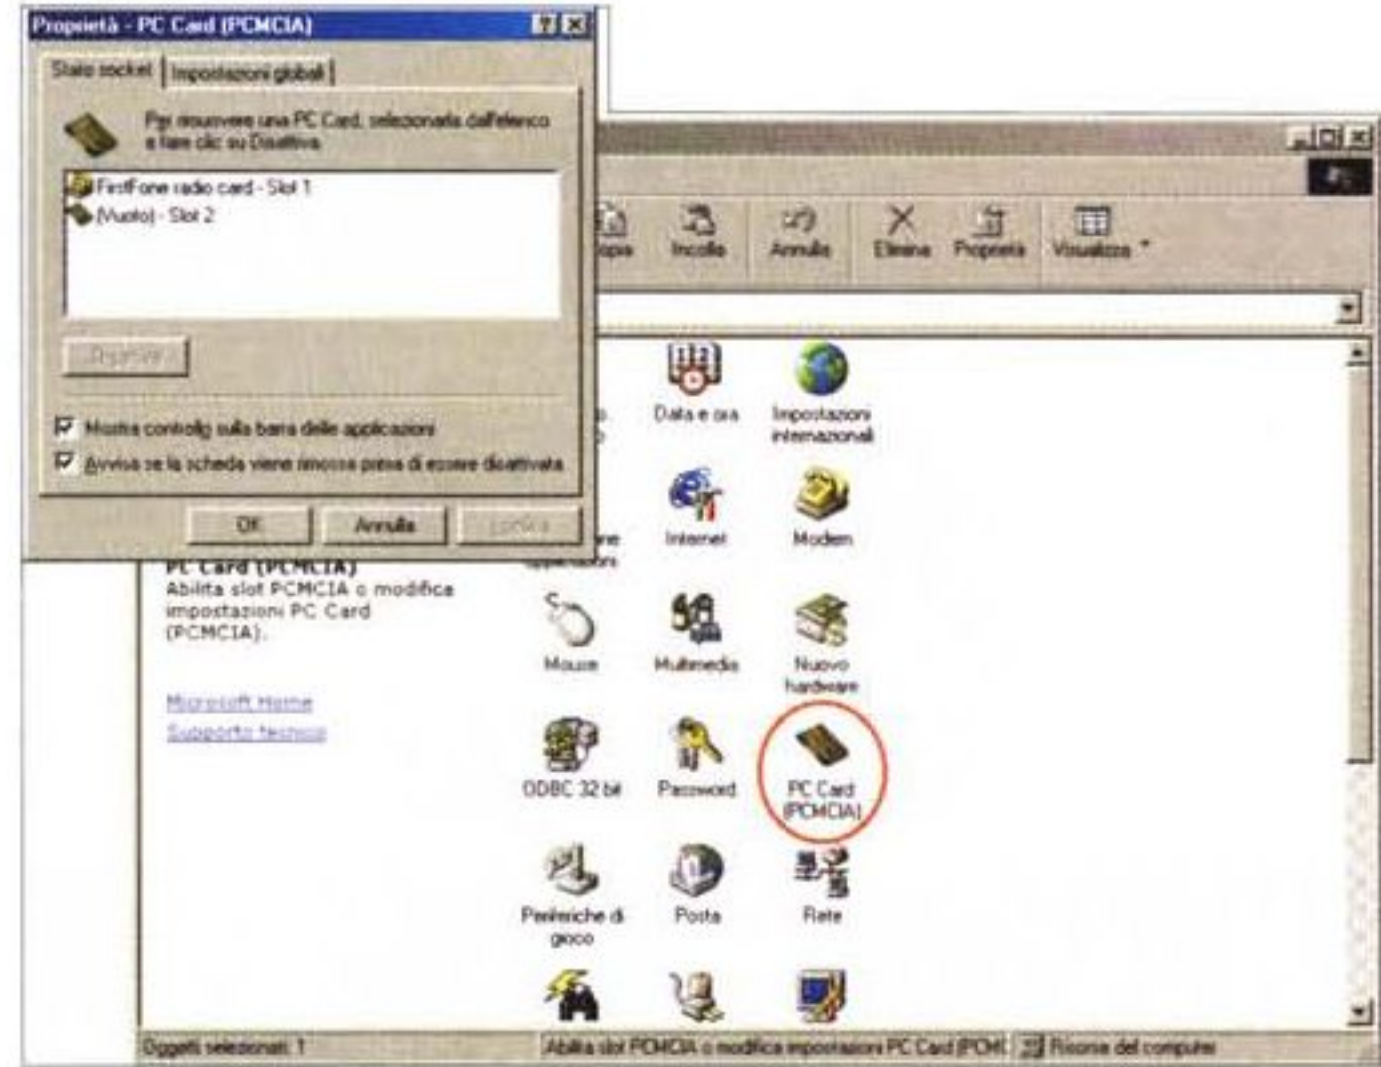 Proprietà - PC Card (PCMCIA)
Stato socket
Impostazioni globali
Per rimuovere una PC Card, selezionarla dall'elenco
e fare clic su Disattiva.
FirstFone radio card - Slot 1
(Vuoto) - Slot 2
Disattiva
Mostra controllo sulla barra delle applicazioni
Avvisa se la scheda viene rimossa prima di essere disattivata
OK
Annulla
Incolla
Annulla
Elimina
Proprietà
Visualizza
Data e ora
Impostazioni
internazionali
Internet
Modem
PC Card (PCMCIA)
Abilita slot PCMCIA o modifica
impostazioni PC Card
(PCMCIA).
Microsoft Home
Supporto tecnico
Mouse
Multimedia
Nuovo
hardware
ODBC 32 bit
Password
PC Card
(PCMCIA)
Periferiche di
gioco
Posta
Rete
Oggetti selezionati: 1
Abilita slot PCMCIA o modifica impostazioni PC Card (PCMC
Risorse del computer